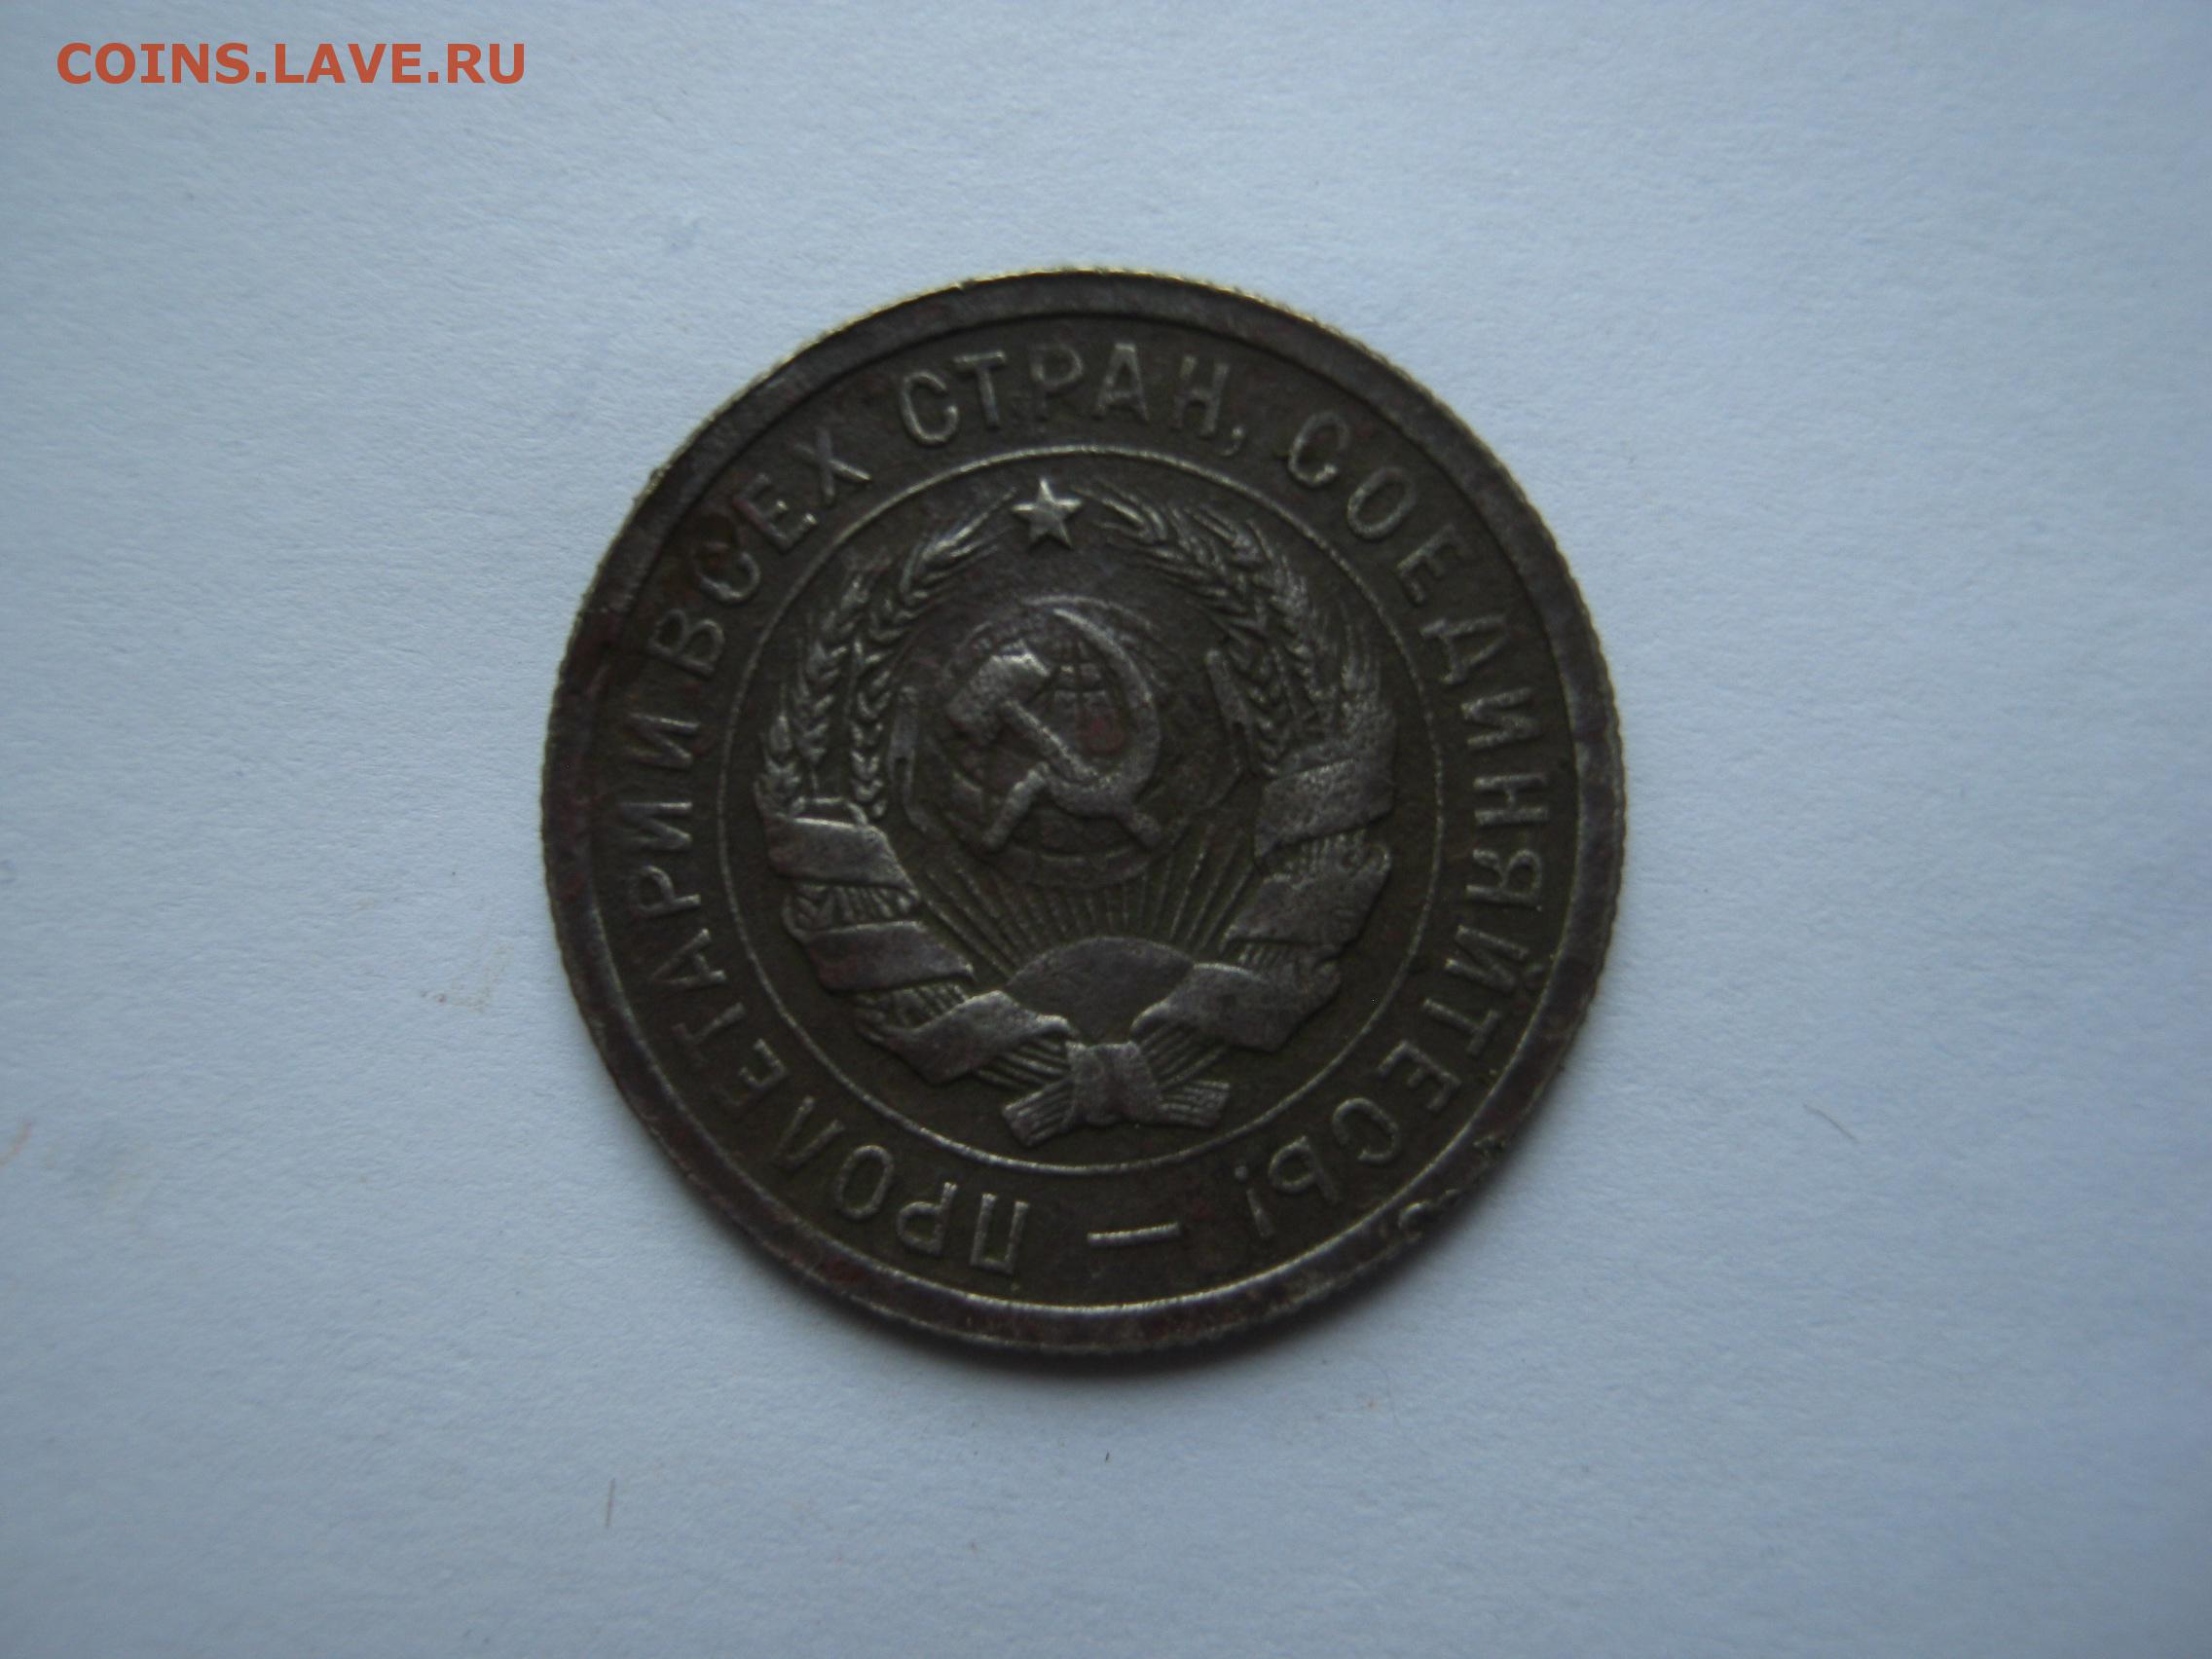 COINS.LAVE.RU
ПРОЛЕТАРИИ ВСЕХ СТРАН, СОЕДИНЯЙТЕСЬ! —